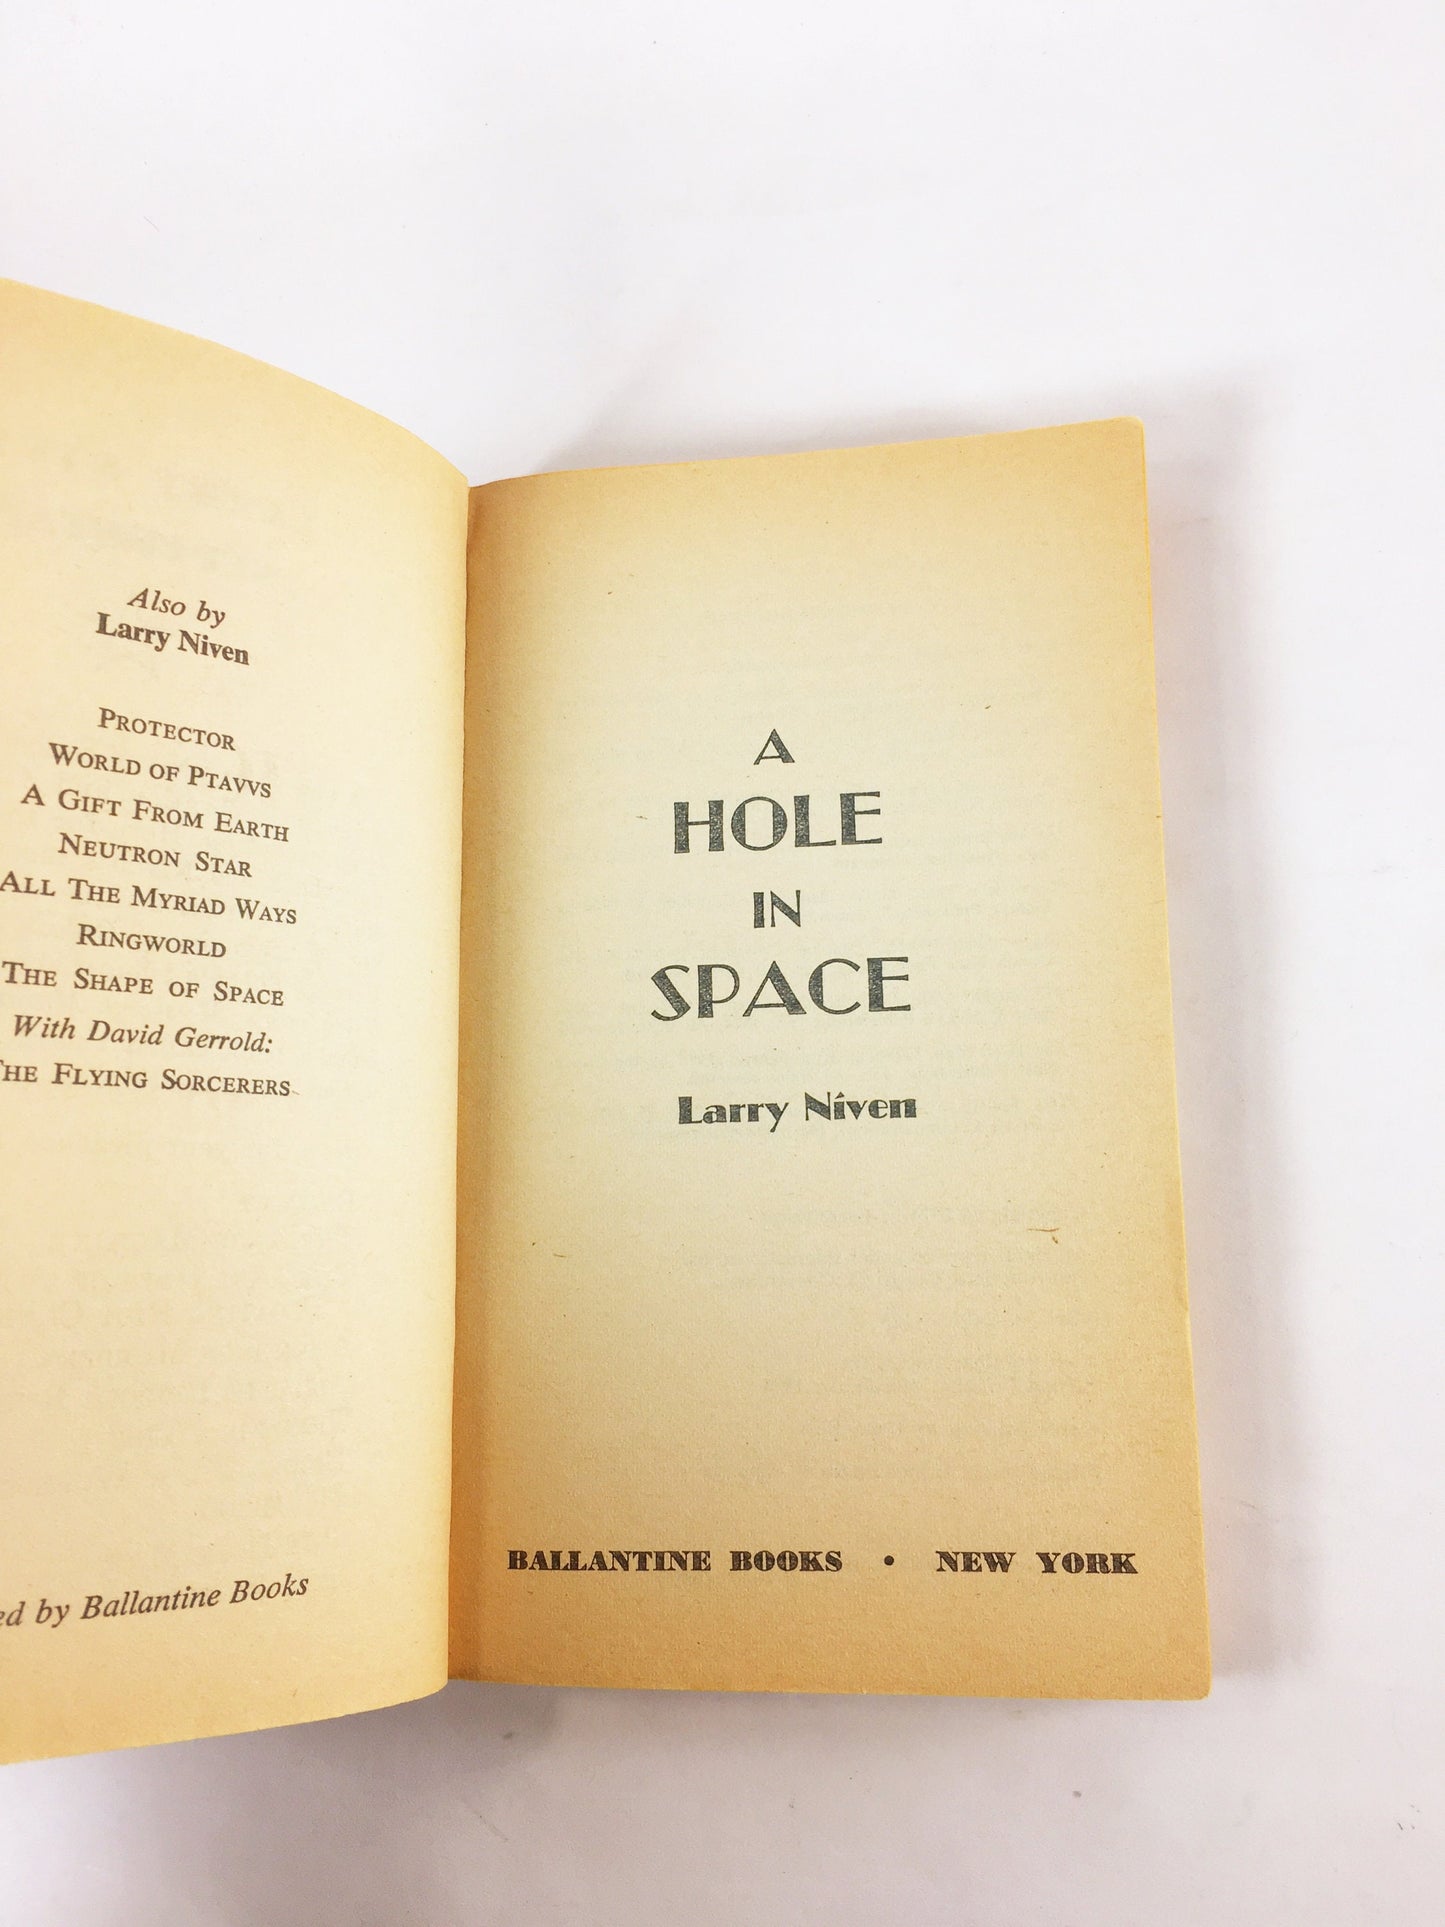 Also by
Larry Niven
PROTECTOR
WORLD OF PTAVVS
A GIFT FROM EARTH
NEUTRON STAR
ALL THE MYRIAD WAYS
RINGWORLD
THE SHAPE OF SPACE
With David Gerrold:
THE FLYING SORCERERS
by Ballantine Books
A
HOLE
IN
SPACE
Larry Niven
BALLANTINE BOOKS • NEW YORK